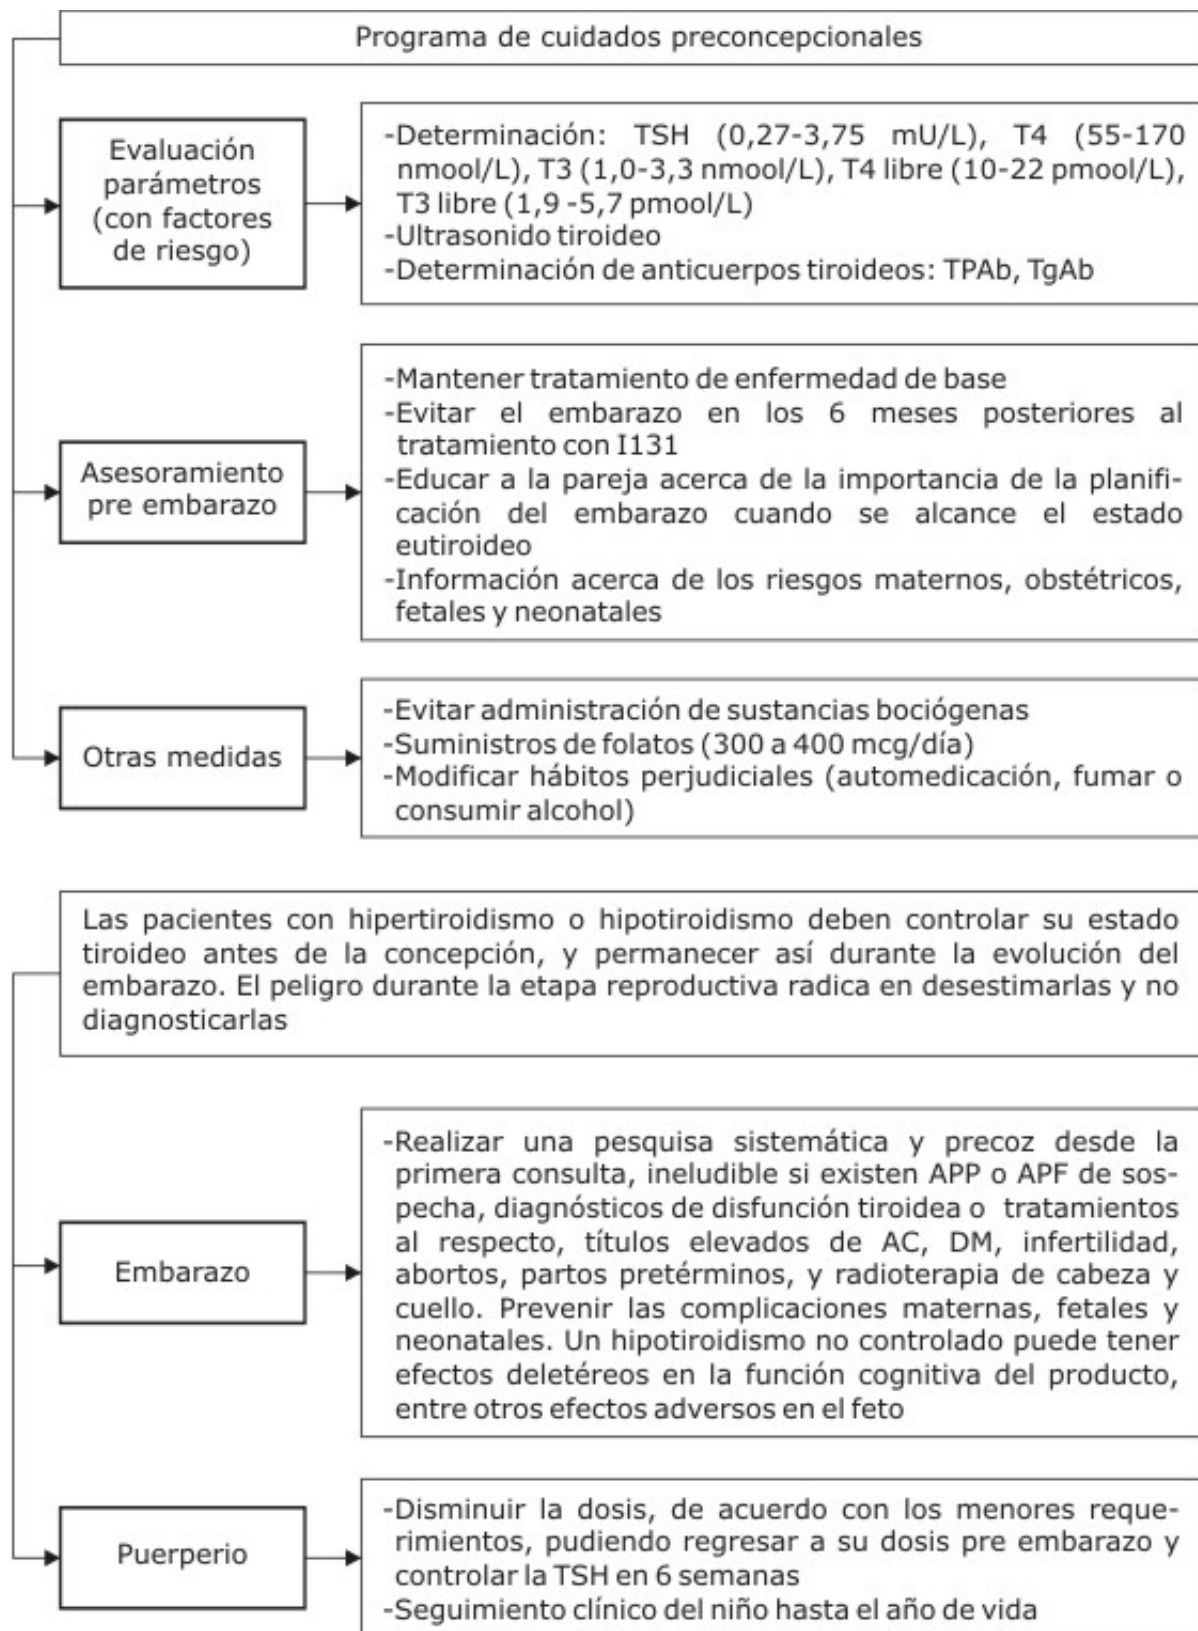 Programa de cuidados preconcepcionales
Evaluación
parámetros
(con factores
de riesgo)
-Determinación: TSH (0,27-3,75 mU/L), T4 (55-170
nmool/L), T3 (1,0-3,3 nmool/L), T4 libre (10-22 pmool/L),
T3 libre (1,9 -5,7 pmool/L)
-Ultrasonido tiroideo
-Determinación de anticuerpos tiroideos: TPAb, TgAb
Asesoramiento
pre embarazo
-Mantener tratamiento de enfermedad de base
-Evitar el embarazo en los 6 meses posteriores al
tratamiento con I131
-Educar a la pareja acerca de la importancia de la planifi-
cación del embarazo cuando se alcance el estado
eutiroideo
-Información acerca de los riesgos maternos, obstétricos,
fetales y neonatales
Otras medidas
-Evitar administración de sustancias bociógenas
-Suministros de folatos (300 a 400 mcg/día)
-Modificar hábitos perjudiciales (automedicación, fumar o
consumir alcohol)
Las pacientes con hipertiroidismo o hipotiroidismo deben controlar su estado
tiroideo antes de la concepción, y permanecer así durante la evolución del
embarazo. El peligro durante la etapa reproductiva radica en desestimarlas y no
diagnosticarlas
Embarazo
-Realizar una pesquisa sistemática y precoz desde la
primera consulta, ineludible si existen APP o APF de sos-
pecha, diagnósticos de disfunción tiroidea o tratamientos
al respecto, títulos elevados de AC, DM, infertilidad,
abortos, partos pretérminos, y radioterapia de cabeza y
cuello. Prevenir las complicaciones maternas, fetales y
neonatales. Un hipotiroidismo no controlado puede tener
efectos deletéreos en la función cognitiva del producto,
entre otros efectos adversos en el feto
Puerperio
-Disminuir la dosis, de acuerdo con los menores reque-
rimientos, pudiendo regresar a su dosis pre embarazo y
controlar la TSH en 6 semanas
-Seguimiento clínico del niño hasta el año de vida